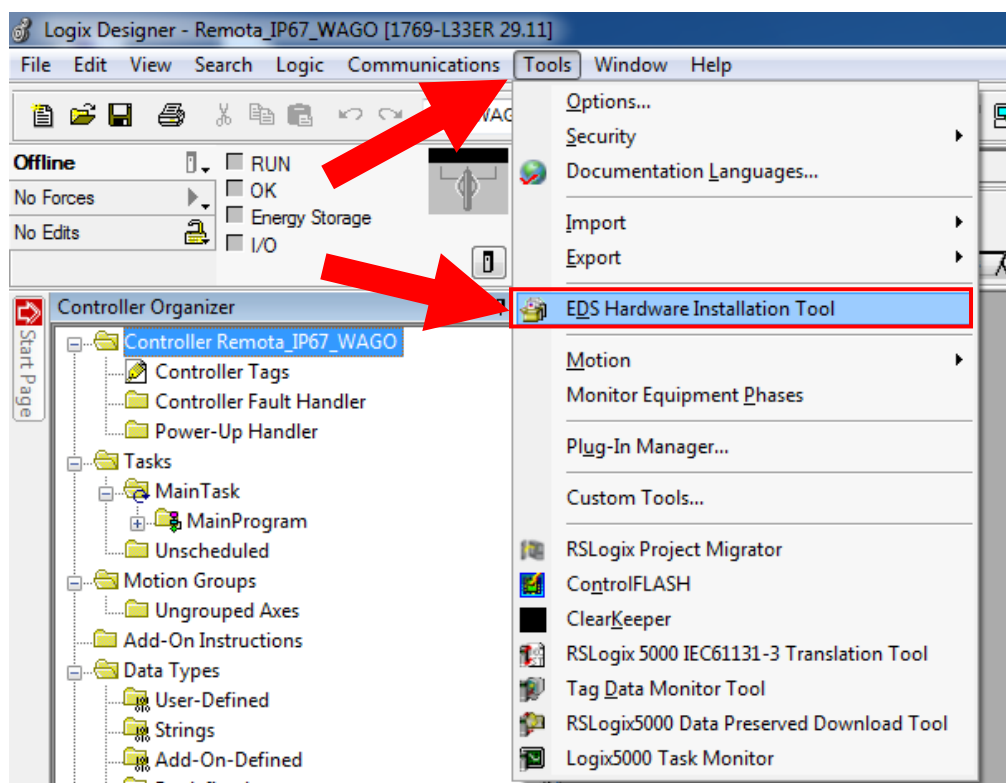 Logix Designer - Remota_IP67_WAGO [1769-L33ER 29.11]
File Edit View Search Logic Communications Tools Window Help
Offline
RUN
No Forces
OK
Energy Storage
No Edits
I/O
Options...
Security
Documentation Languages...
Import
Export
EDS Hardware Installation Tool
Motion
Monitor Equipment Phases
Plug-In Manager...
Custom Tools...
RSLogix Project Migrator
ControlFLASH
ClearKeeper
RSLogix 5000 IEC61131-3 Translation Tool
Tag Data Monitor Tool
RSLogix5000 Data Preserved Download Tool
Logix5000 Task Monitor
Start Page
Controller Organizer
Controller Remota_IP67_WAGO
Controller Tags
Controller Fault Handler
Power-Up Handler
Tasks
MainTask
MainProgram
Unscheduled
Motion Groups
Ungrouped Axes
Add-On Instructions
Data Types
User-Defined
Strings
Add-On-Defined